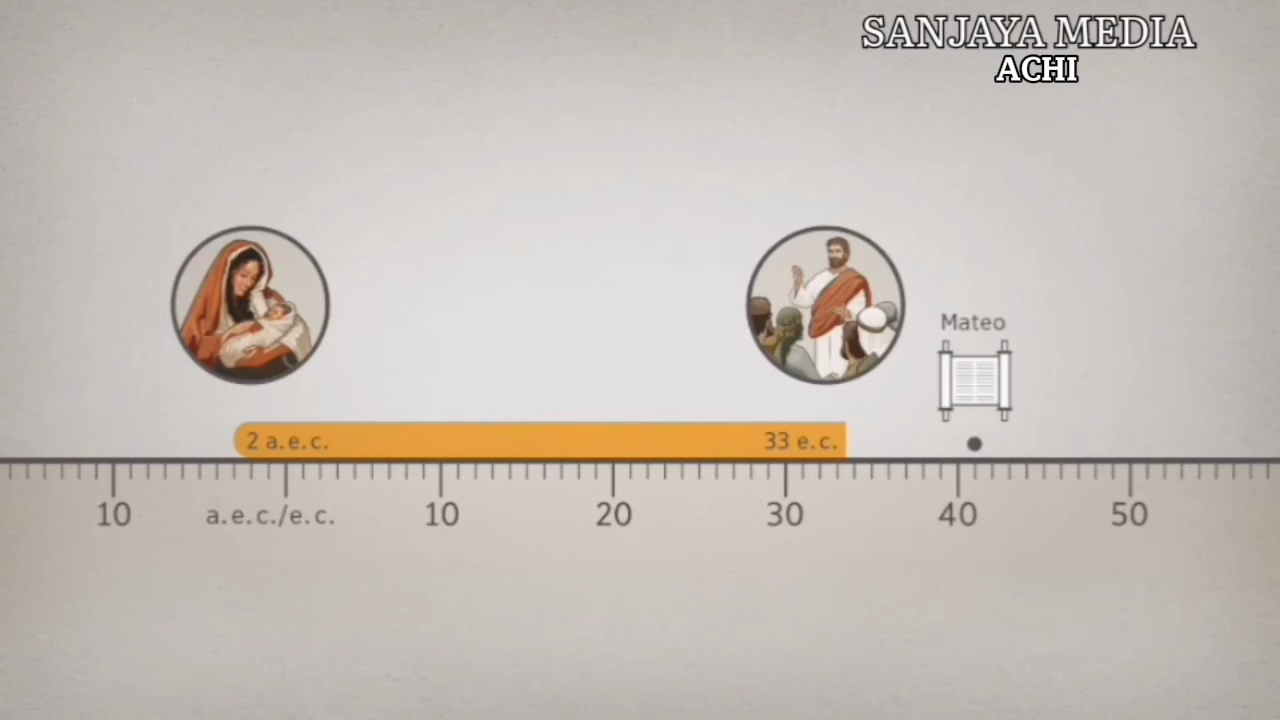 SANJAYA MEDIA
ACHI
Mateo
2 a.e.c.
33 e.c.
10
a.e.c./e.c.
10
20
30
40
50